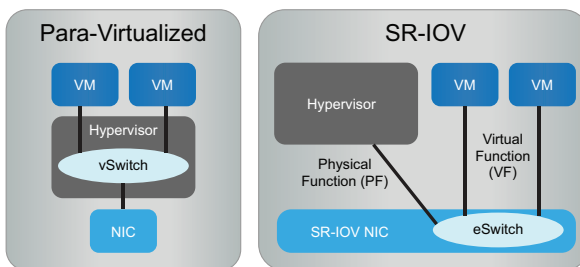 Para-Virtualized
VM VM
Hypervisor
vSwitch
NIC
SR-IOV
Hypervisor
VM VM
Physical
Function (PF)
Virtual
Function
(VF)
SR-IOV NIC
eSwitch